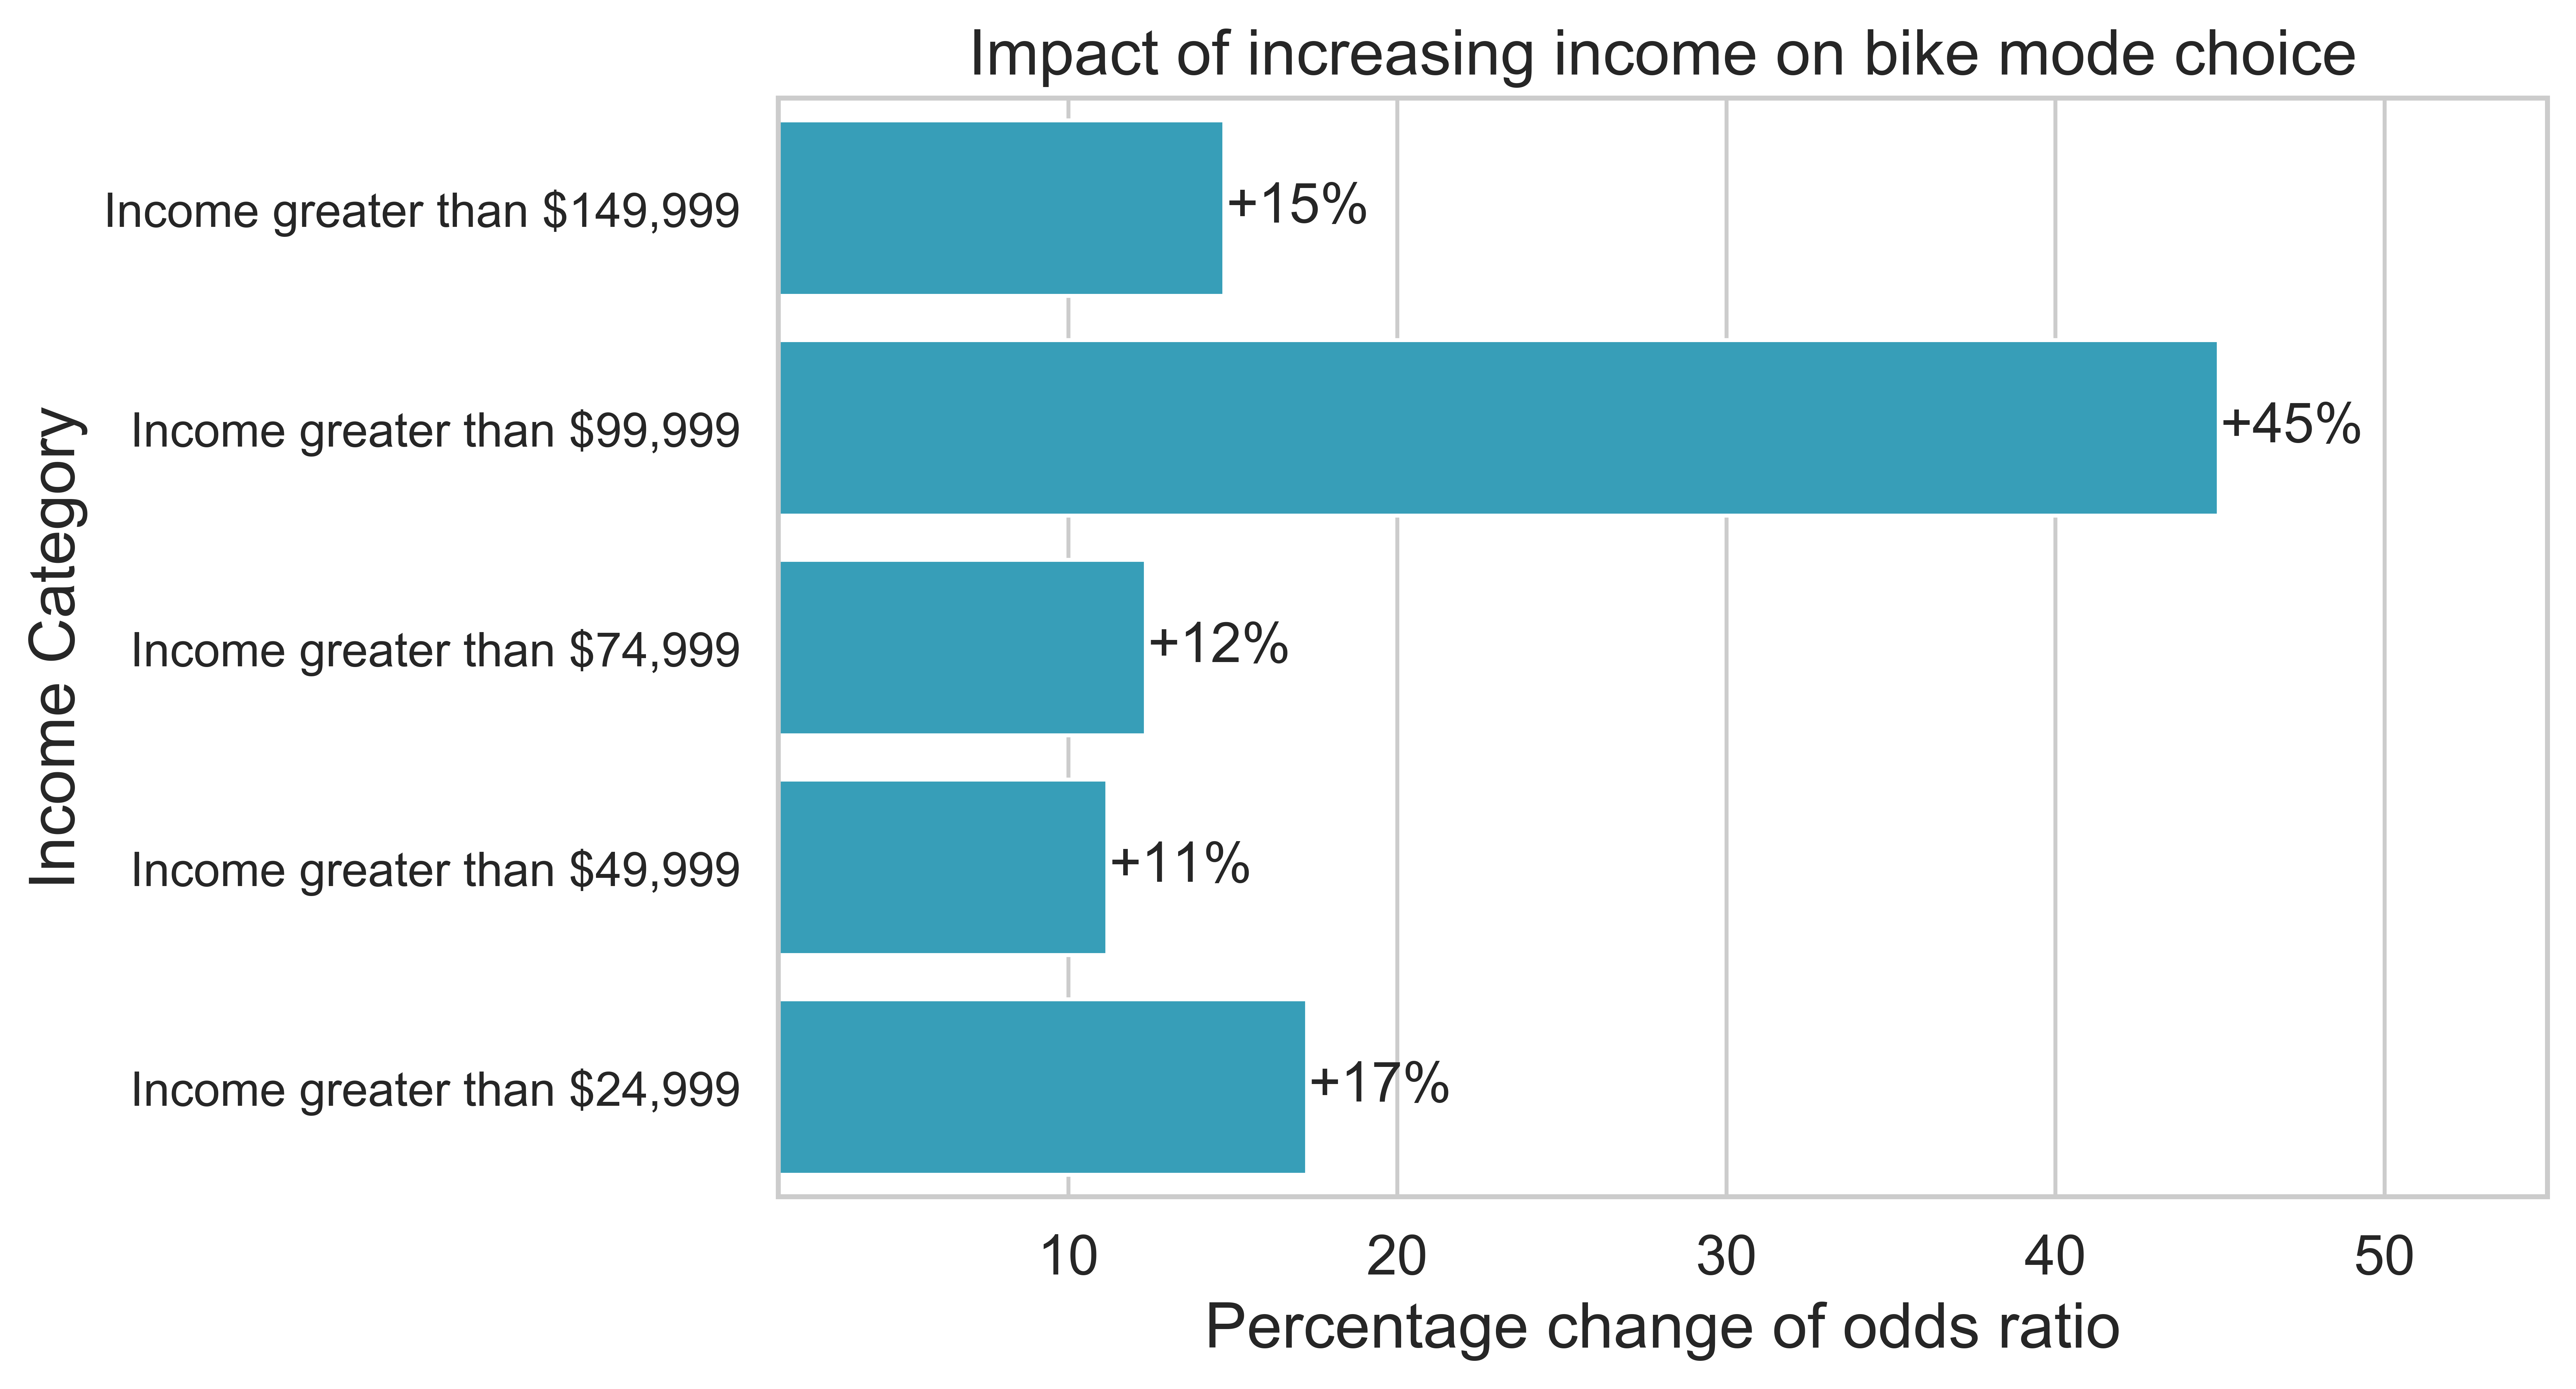 Impact of increasing income on bike mode choice
Income Category
Income greater than $149,999
+15%
Income greater than $99,999
+45%
Income greater than $74,999
+12%
Income greater than $49,999
+11%
Income greater than $24,999
+17%
10 20 30 40 50
Percentage change of odds ratio